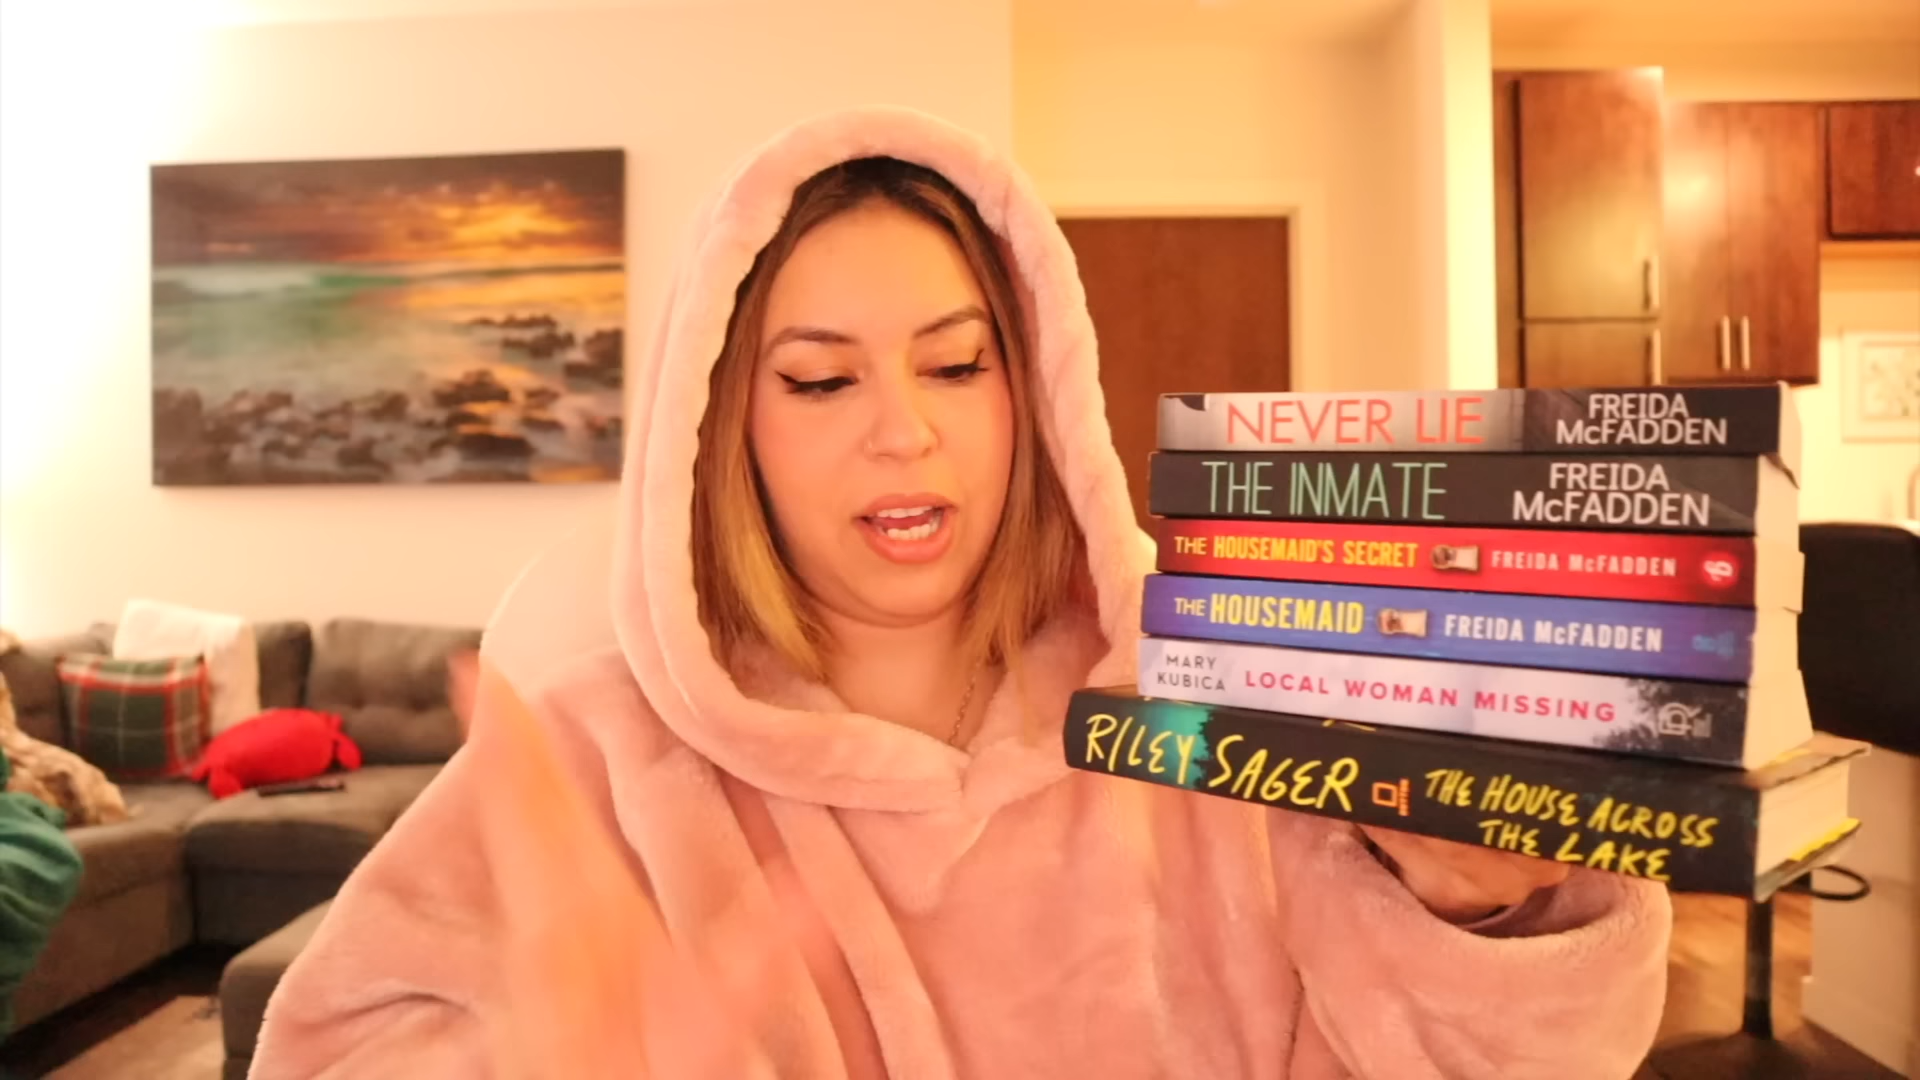 NEVER LIE FREIDA
McFADDEN
THE INMATE FREIDA
McFADDEN
THE HOUSEMAID'S SECRET FREIDA McFADDEN
THE HOUSEMAID FREIDA McFADDEN
MARY
KUBICA LOCAL WOMAN MISSING
RILEY SAGER THE HOUSE ACROSS
THE LAKE